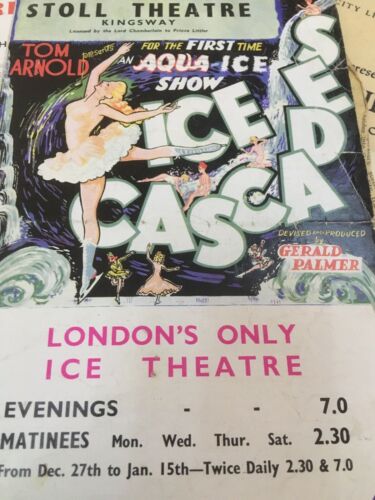 STOLL THEATRE
KINGSWAY
Licensed by the Lord Chamberlain to Prince Littler
TOM ARNOLD presents
FOR THE FIRST TIME
AN AQUA-ICE
SHOW
ICE
CASCADES
DEVISED and PRODUCED
by
GERALD
PALMER
LONDON'S ONLY
ICE THEATRE
EVENINGS - - 7.0
MATINEES Mon. Wed. Thur. Sat. 2.30
From Dec. 27th to Jan. 15th—Twice Daily 2.30 & 7.0